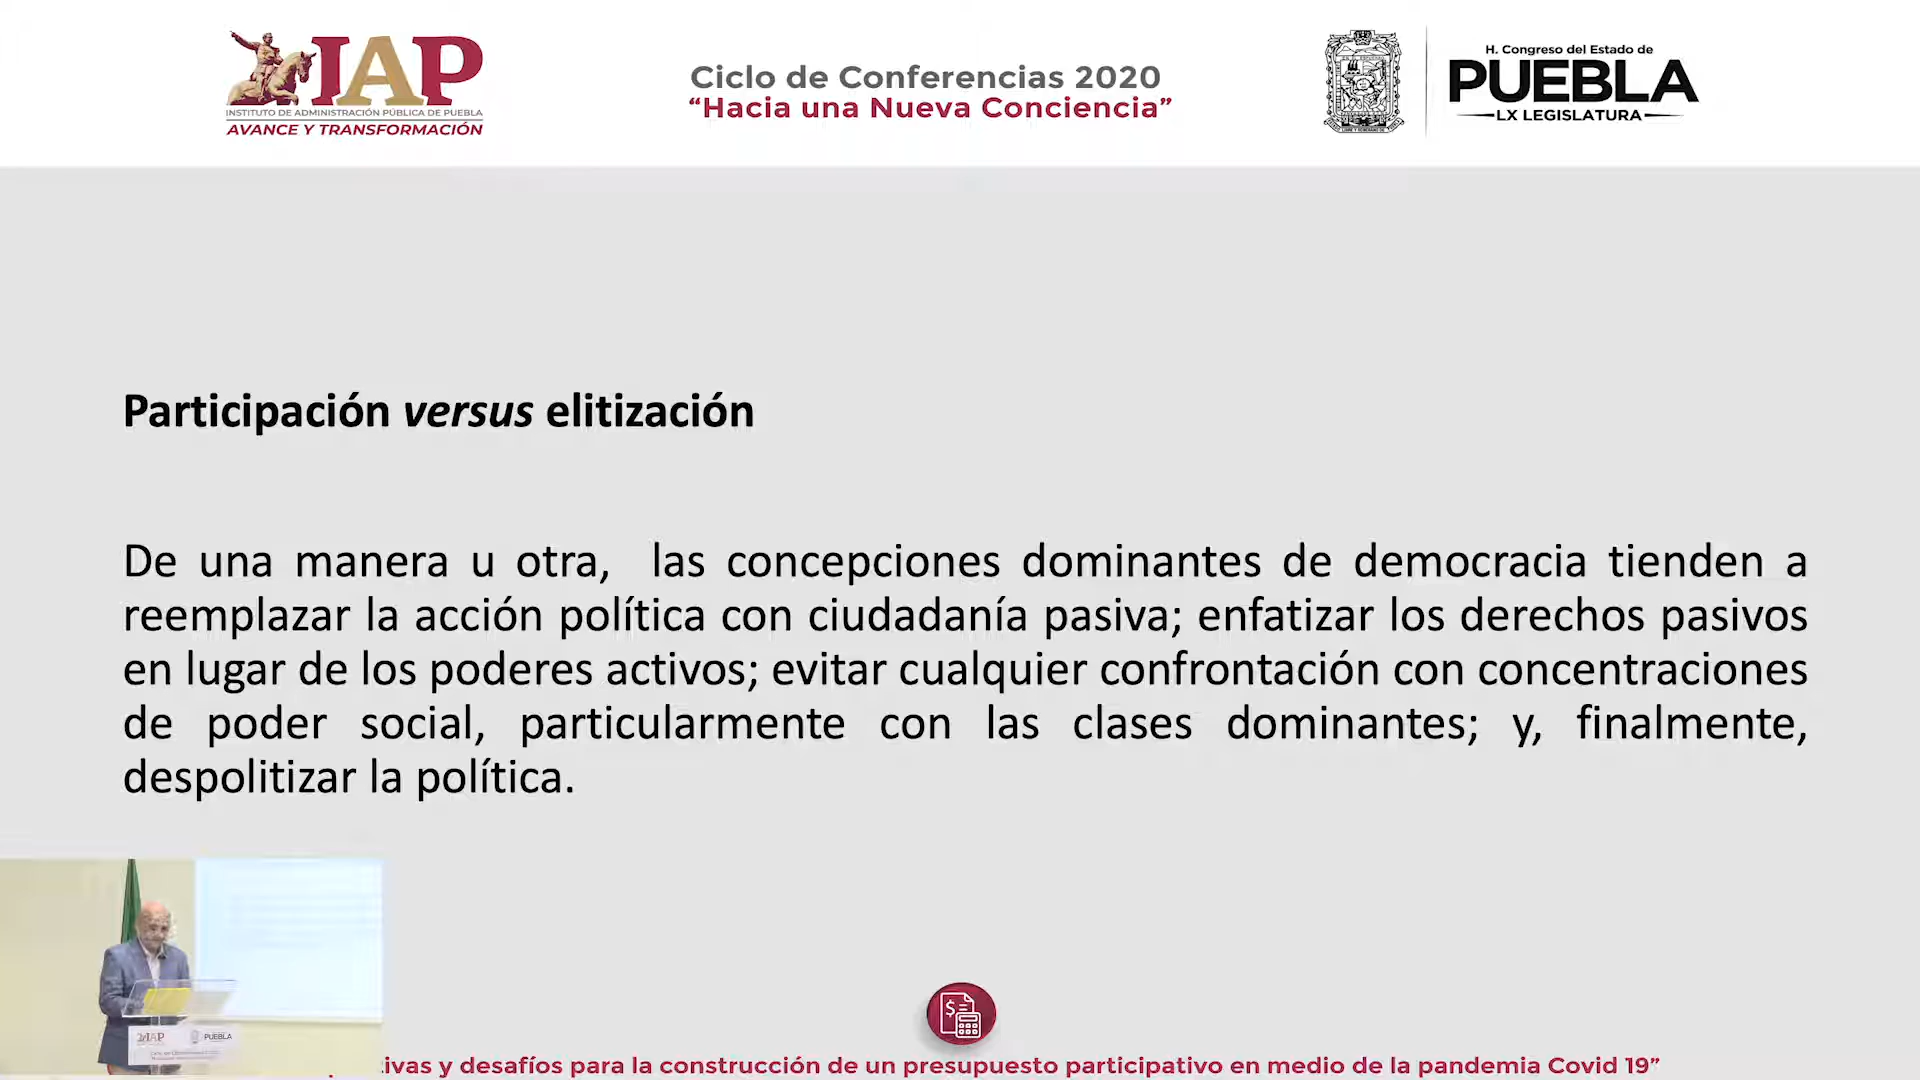 IAP
INSTITUTO DE ADMINISTRACIÓN PÚBLICA DE PUEBLA
AVANCE Y TRANSFORMACIÓN
Ciclo de Conferencias 2020
“Hacia una Nueva Conciencia”
H. Congreso del Estado de
PUEBLA
LX LEGISLATURA
Participación versus elitización
De una manera u otra, las concepciones dominantes de democracia tienden a
reemplazar la acción política con ciudadanía pasiva; enfatizar los derechos pasivos
en lugar de los poderes activos; evitar cualquier confrontación con concentraciones
de poder social, particularmente con las clases dominantes; y, finalmente,
despolitizar la política.
IAP
PUEBLA
y desafíos para la construcción de un presupuesto participativo en medio de la pandemia Covid 19”